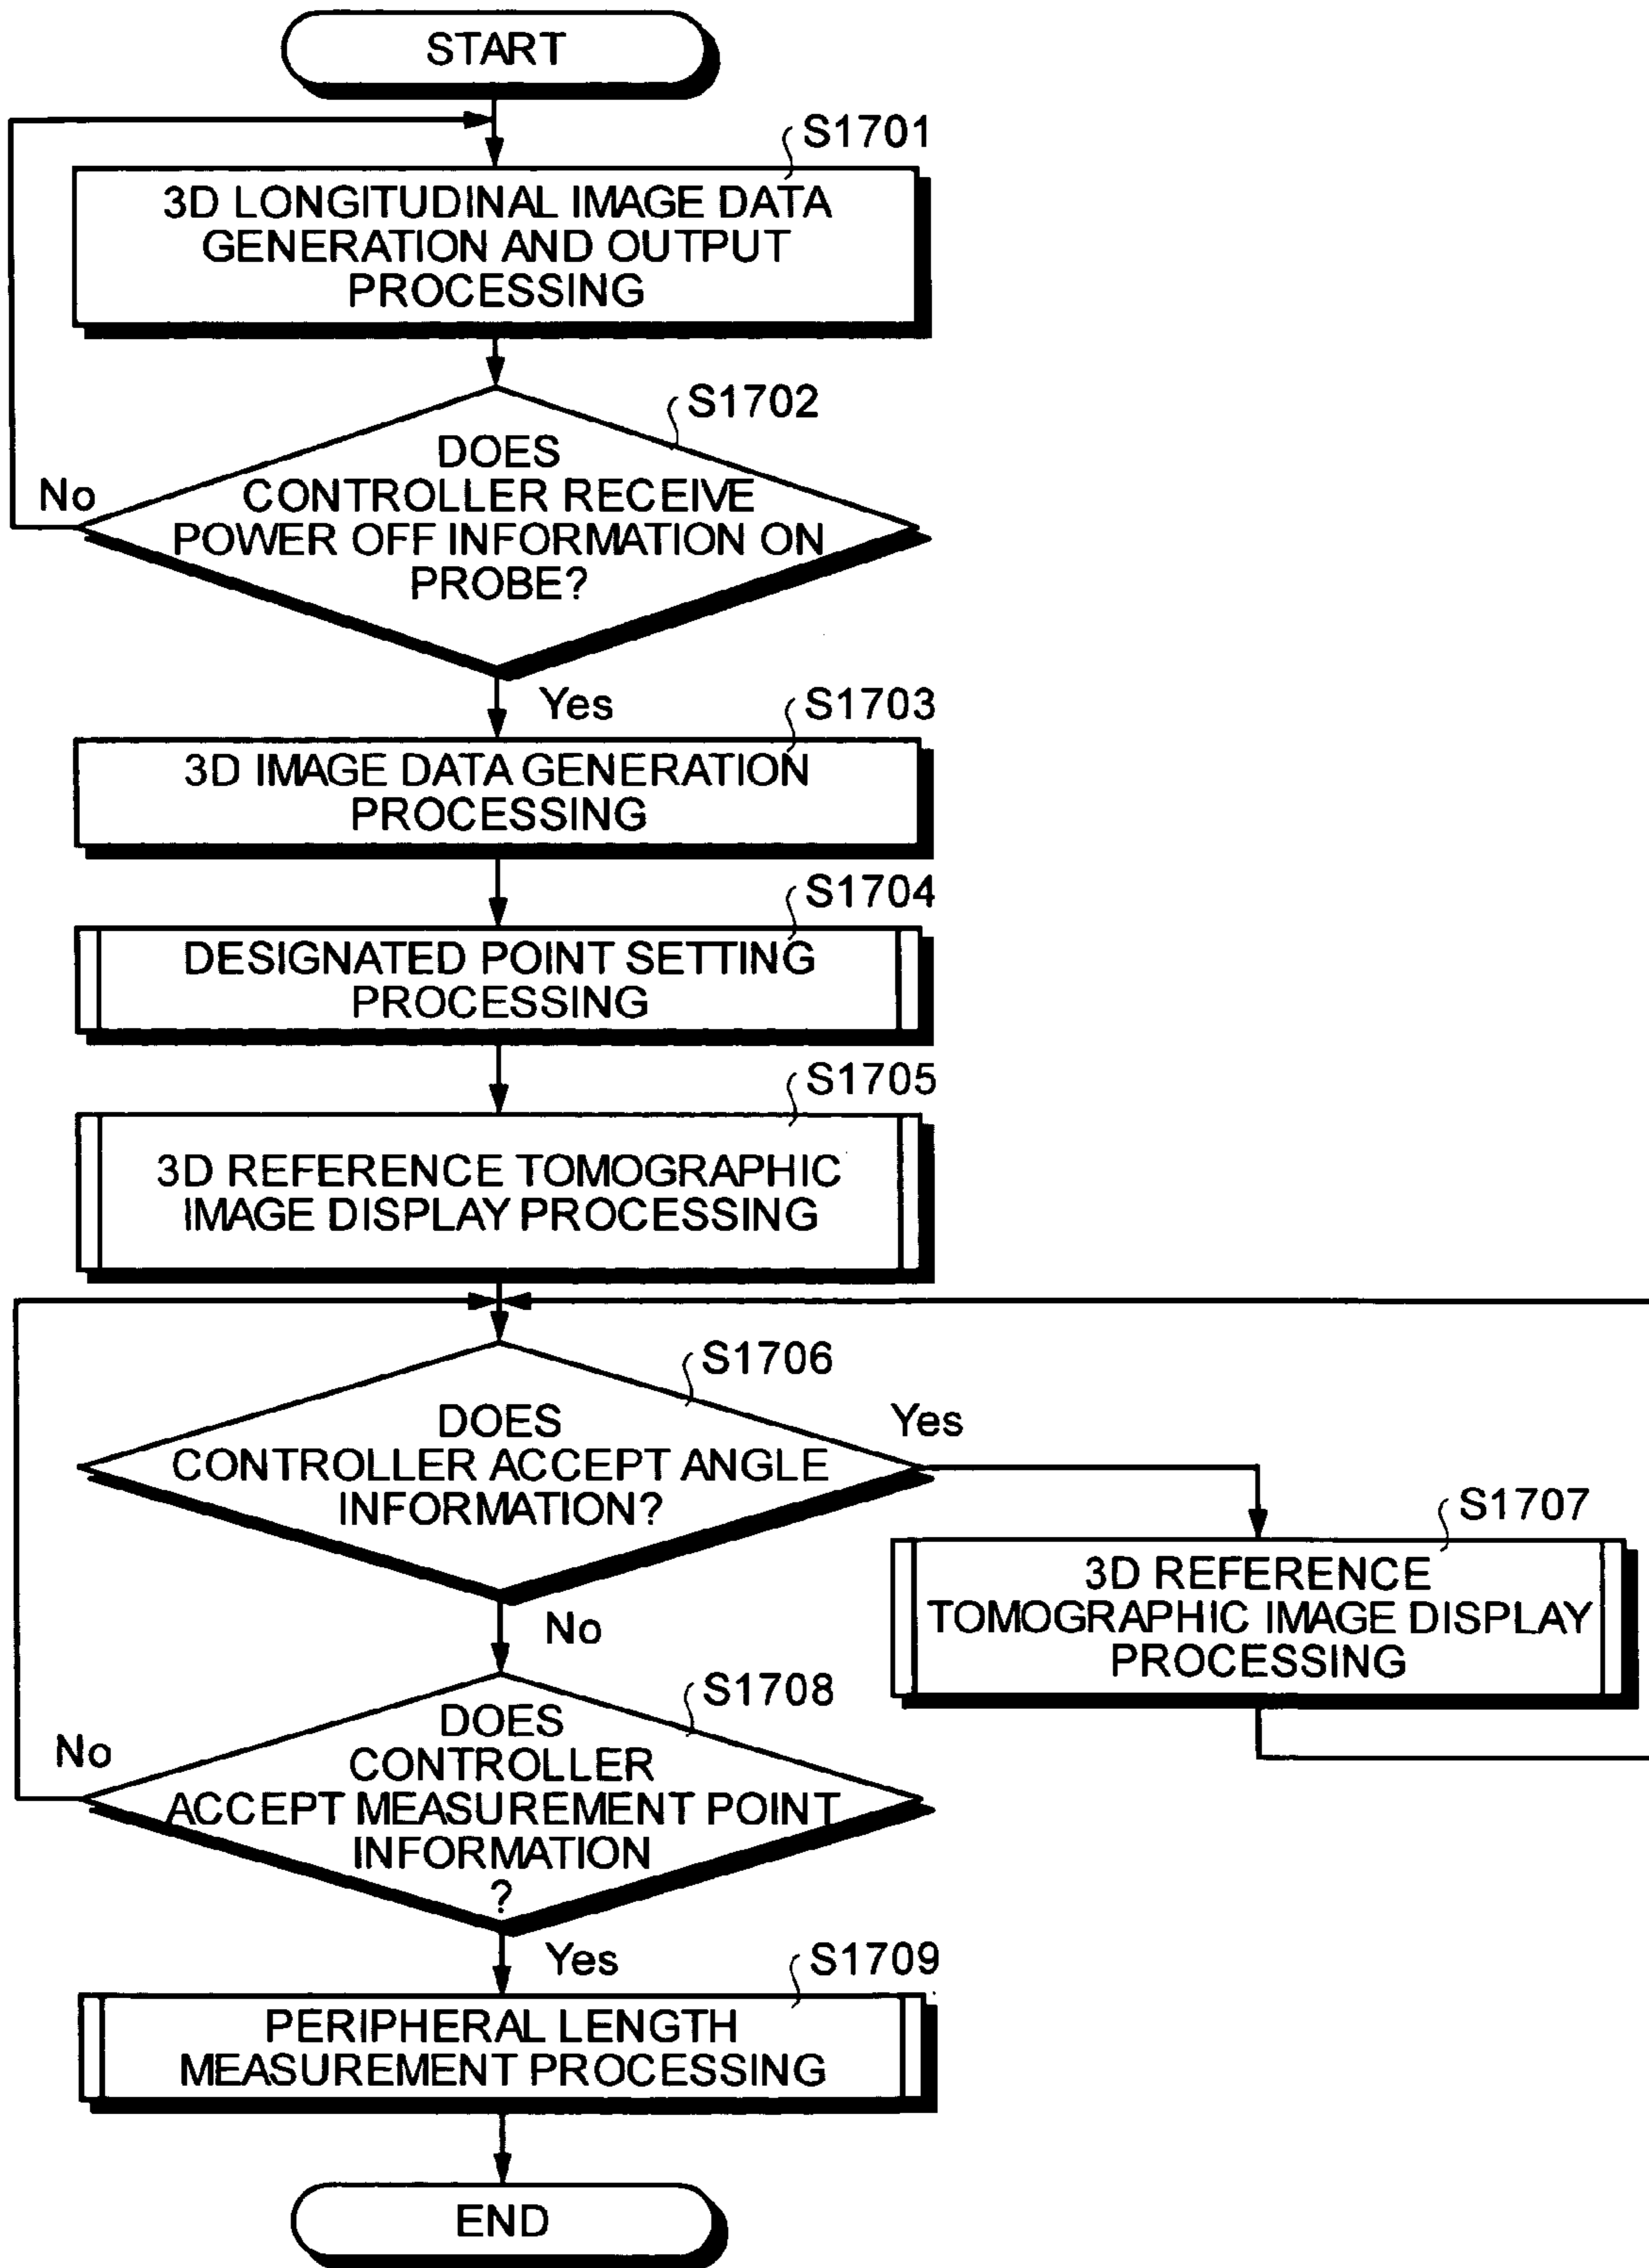 START
S1701
3D LONGITUDINAL IMAGE DATA
GENERATION AND OUTPUT
PROCESSING
S1702
DOES
CONTROLLER RECEIVE
POWER OFF INFORMATION ON
PROBE?
No
Yes
S1703
3D IMAGE DATA GENERATION
PROCESSING
S1704
DESIGNATED POINT SETTING
PROCESSING
S1705
3D REFERENCE TOMOGRAPHIC
IMAGE DISPLAY PROCESSING
S1706
DOES
CONTROLLER ACCEPT ANGLE
INFORMATION?
Yes
S1707
3D REFERENCE
TOMOGRAPHIC IMAGE DISPLAY
PROCESSING
No
S1708
DOES
CONTROLLER
ACCEPT MEASUREMENT POINT
INFORMATION
?
No
Yes
S1709
PERIPHERAL LENGTH
MEASUREMENT PROCESSING
END